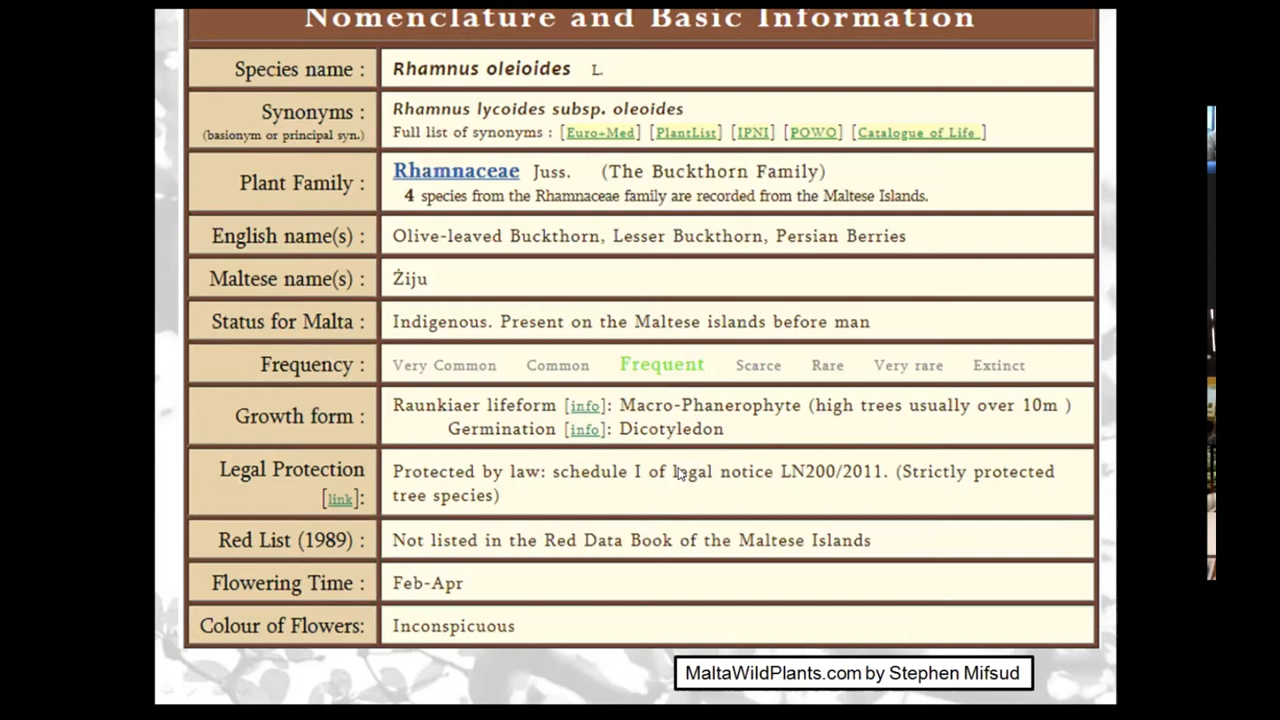 Nomenclature and Basic Information
Species name : Rhamnus oleioides L.
Synonyms : Rhamnus lycoides subsp. oleoides
(basionym or principal syn.) Full list of synonyms : [Euro+Med] [PlantList] [IPNI] [POWO] [Catalogue of Life ]
Plant Family : Rhamnaceae Juss. (The Buckthorn Family)
4 species from the Rhamnaceae family are recorded from the Maltese Islands.
English name(s) : Olive-leaved Buckthorn, Lesser Buckthorn, Persian Berries
Maltese name(s) : Żiju
Status for Malta : Indigenous. Present on the Maltese islands before man
Frequency : Very Common Common Frequent Scarce Rare Very rare Extinct
Growth form : Raunkiaer lifeform [info]: Macro-Phanerophyte (high trees usually over 10m )
Germination [info]: Dicotyledon
Legal Protection Protected by law: schedule I of legal notice LN200/2011. (Strictly protected
[link]: tree species)
Red List (1989) : Not listed in the Red Data Book of the Maltese Islands
Flowering Time : Feb-Apr
Colour of Flowers: Inconspicuous
MaltaWildPlants.com by Stephen Mifsud